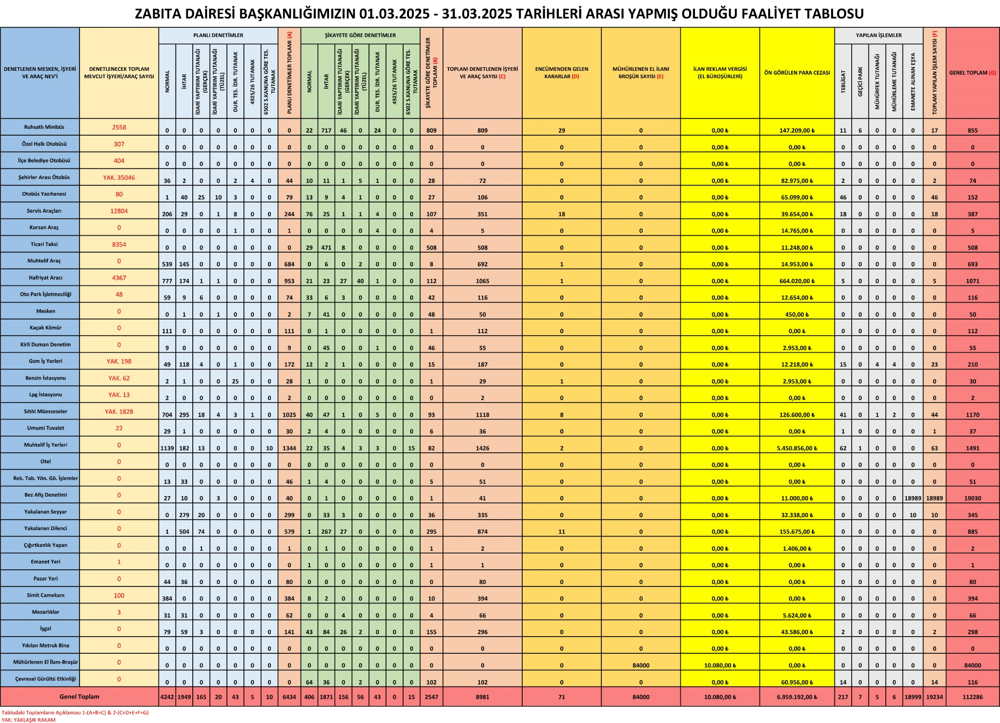 ZABITA DAİRESİ BAŞKANLIĞIMIZIN 01.03.2025 - 31.03.2025 TARİHLERİ ARASI YAPMIŞ OLDUĞU FAALİYET TABLOSU
DENETLENEN MESKEN, İŞYERİ VE ARAÇ NEV'İ
DENETLENECEK TOPLAM MEVCUT İŞYERİ/ARAÇ SAYISI
PLANLI DENETİMLER
NORMAL
İHTAR
İDARİ YAPTIRIM TUTANAĞI (GERÇEK)
İDARİ YAPTIRIM TUTANAĞI (TÜZEL)
DUR. TES. İDR. TUTANAK
4925/26 TUTANAK
6502 S.KANUNA GÖRE TES. TUTANAK
PLANLI DENETİMLER TOPLAMI (A)
ŞİKAYETE GÖRE DENETİMLER
NORMAL
İHTAR
İDARİ YAPTIRIM TUTANAĞI (GERÇEK)
İDARİ YAPTIRIM TUTANAĞI (TÜZEL)
DUR. TES. İDR. TUTANAK
4925/26 TUTANAK
6502 S.KANUNA GÖRE TES. TUTANAK
ŞİKAYETE GÖRE DENETİMLER TOPLAMI (B)
TOPLAM DENETLENEN İŞYERİ VE ARAÇ SAYISI (C)
ENCÜMENDEN GELEN KARARLAR (D)
MÜHÜRLENEN EL İLANI BROŞÜR SAYISI (E)
İLAN REKLAM VERGİSİ (EL BÜROŞÜRLERİ)
ÖN GÖRÜLEN PARA CEZASI
YAPILAN İŞLEMLER
TEBLİGAT
GEÇİCİ PARK
MÜHÜRFEK TUTANAĞI
MÜHÜRLEME TUTANAĞI
EMANETE ALINAN EŞYA
TOPLAM YAPILAN İŞLEM SAYISI (F)
GENEL TOPLAM (G)
Ruhsatlı Minibüs 2558 0 0 0 0 0 0 0 0 22 717 46 0 24 0 0 809 809 29 0 0,00 ₺ 147.209,00 ₺ 11 6 0 0 0 17 855
Özel Halk Otobüsü 307 0 0 0 0 0 0 0 0 0 0 0 0 0 0 0 0 0 0 0 0,00 ₺ 0,00 ₺ 0 0 0 0 0 0 0
İlçe Belediye Otobüsü 404 0 0 0 0 0 0 0 0 0 0 0 0 0 0 0 0 0 0 0 0,00 ₺ 0,00 ₺ 0 0 0 0 0 0 0
Şehirler Arası Ötobüs YAK. 35046 36 2 0 0 2 4 0 44 10 11 1 5 1 0 0 28 72 0 0 0,00 ₺ 82.975,00 ₺ 2 0 0 0 0 2 74
Otobüs Yazıhanesi 80 1 40 25 10 3 0 0 79 13 9 4 1 0 0 0 27 106 0 0 0,00 ₺ 65.099,00 ₺ 46 0 0 0 0 46 152
Servis Araçları 12804 206 29 0 1 8 0 0 244 76 25 1 1 4 0 0 107 351 18 0 0,00 ₺ 39.654,00 ₺ 18 0 0 0 0 18 387
Korsan Araç 0 0 0 0 0 1 0 0 1 0 0 0 0 4 0 0 4 5 0 0 0,00 ₺ 14.765,00 ₺ 0 0 0 0 0 0 5
Ticari Taksi 8354 0 0 0 0 0 0 0 0 29 471 8 0 0 0 0 508 508 0 0 0,00 ₺ 11.248,00 ₺ 0 0 0 0 0 0 508
Muhtelif Araç 0 539 145 0 0 0 0 0 684 0 6 0 2 0 0 0 8 692 1 0 0,00 ₺ 14.953,00 ₺ 0 0 0 0 0 0 693
Hafriyat Aracı 4367 777 174 1 1 0 0 0 953 21 23 27 40 1 0 0 112 1065 1 0 0,00 ₺ 664.020,00 ₺ 5 0 0 0 0 5 1071
Oto Park İşletmeciliği 48 59 9 6 0 0 0 0 74 33 6 3 0 0 0 0 42 116 0 0 0,00 ₺ 12.654,00 ₺ 0 0 0 0 0 0 116
Mesken 0 0 1 0 1 0 0 0 2 7 41 0 0 0 0 0 48 50 0 0 0,00 ₺ 450,00 ₺ 0 0 0 0 0 0 50
Kaçak Kömür 0 111 0 0 0 0 0 0 111 0 1 0 0 0 0 0 1 112 0 0 0,00 ₺ 0,00 ₺ 0 0 0 0 0 0 112
Kirli Duman Denetim 0 9 0 0 0 0 0 0 9 0 45 0 0 1 0 0 46 55 0 0 0,00 ₺ 2.953,00 ₺ 0 0 0 0 0 0 55
Gsm İş Yerleri YAK. 198 49 118 4 0 1 0 0 172 12 2 1 0 0 0 0 15 187 0 0 0,00 ₺ 12.218,00 ₺ 15 0 4 4 0 23 210
Benzin İstasyonu YAK. 62 2 1 0 0 25 0 0 28 1 0 0 0 0 0 0 1 29 1 0 0,00 ₺ 2.953,00 ₺ 0 0 0 0 0 0 30
Lpg İstasyonu YAK. 13 2 0 0 0 0 0 0 2 0 0 0 0 0 0 0 0 2 0 0 0,00 ₺ 0,00 ₺ 0 0 0 0 0 0 2
Sıhhi Müesseseler YAK. 1828 704 295 18 4 3 1 0 1025 40 47 1 0 5 0 0 93 1118 8 0 0,00 ₺ 126.600,00 ₺ 41 0 1 2 0 44 1170
Umumi Tuvalet 22 29 1 0 0 0 0 0 30 2 4 0 0 0 0 0 6 36 0 0 0,00 ₺ 0,00 ₺ 1 0 0 0 0 1 37
Muhtelif İş Yerleri 0 1139 182 13 0 0 0 10 1344 22 35 4 3 3 0 15 82 1426 2 0 0,00 ₺ 5.450.856,00 ₺ 62 1 0 0 0 63 1491
Otel 0 0 0 0 0 0 0 0 0 0 0 0 0 0 0 0 0 0 0 0 0,00 ₺ 0,00 ₺ 0 0 0 0 0 0 0
Rek. Tab. Yön. Gö. İşlemler 0 13 33 0 0 0 0 0 46 1 4 0 0 0 0 0 5 51 0 0 0,00 ₺ 0,00 ₺ 0 0 0 0 0 0 51
Bez Afiş Denetimi 0 27 10 0 3 0 0 0 40 0 1 0 0 0 0 0 1 41 0 0 0,00 ₺ 11.000,00 ₺ 0 0 0 0 18989 18989 19030
Yakalanan Seyyar 0 0 279 20 0 0 0 0 299 0 33 3 0 0 0 0 36 335 0 0 0,00 ₺ 32.338,00 ₺ 0 0 0 0 10 10 345
Yakalanan Dilenci 0 1 504 74 0 0 0 0 579 1 267 27 0 0 0 0 295 874 11 0 0,00 ₺ 155.675,00 ₺ 0 0 0 0 0 0 885
Çığırtkanlık Yapan 0 0 0 1 0 0 0 0 1 0 1 0 0 0 0 0 1 2 0 0 0,00 ₺ 1.406,00 ₺ 0 0 0 0 0 0 2
Emanet Yeri 1 0 0 0 0 0 0 0 0 1 0 0 0 0 0 0 1 1 0 0 0,00 ₺ 0,00 ₺ 0 0 0 0 0 0 1
Pazar Yeri 0 44 36 0 0 0 0 0 80 0 0 0 0 0 0 0 0 80 0 0 0,00 ₺ 0,00 ₺ 0 0 0 0 0 0 80
Simit Camekanı 100 384 0 0 0 0 0 0 384 8 2 0 0 0 0 0 10 394 0 0 0,00 ₺ 0,00 ₺ 0 0 0 0 0 0 394
Mezarlıklar 3 31 31 0 0 0 0 0 62 0 0 4 0 0 0 0 4 66 0 0 0,00 ₺ 5.624,00 ₺ 0 0 0 0 0 0 66
İşgal 0 79 59 3 0 0 0 0 141 43 84 26 2 0 0 0 155 296 0 0 0,00 ₺ 43.586,00 ₺ 2 0 0 0 0 2 298
Yıkılan Metruk Bina 0 0 0 0 0 0 0 0 0 0 0 0 0 0 0 0 0 0 0 0 0,00 ₺ 0,00 ₺ 0 0 0 0 0 0 0
Mühürlenen El İlanı-Broşür 0 0 0 0 0 0 0 0 0 0 0 0 0 0 0 0 0 0 0 84000 10.080,00 ₺ 0,00 ₺ 0 0 0 0 0 0 84000
Çevresel Gürültü Etkinliği 0 0 0 0 0 0 0 0 0 64 36 0 2 0 0 0 102 102 0 0 0,00 ₺ 60.956,00 ₺ 14 0 0 0 0 14 116
Genel Toplam 4242 1949 165 20 43 5 10 6434 406 1871 156 56 43 0 15 2547 8981 71 84000 10.080,00 ₺ 6.959.192,00 ₺ 217 7 5 6 18999 19234 112286
Tablodaki Toplamların Açıklaması 1-(A+B=C) & 2-(C+D+E+F=G)
YAK: YAKLAŞIK RAKAM